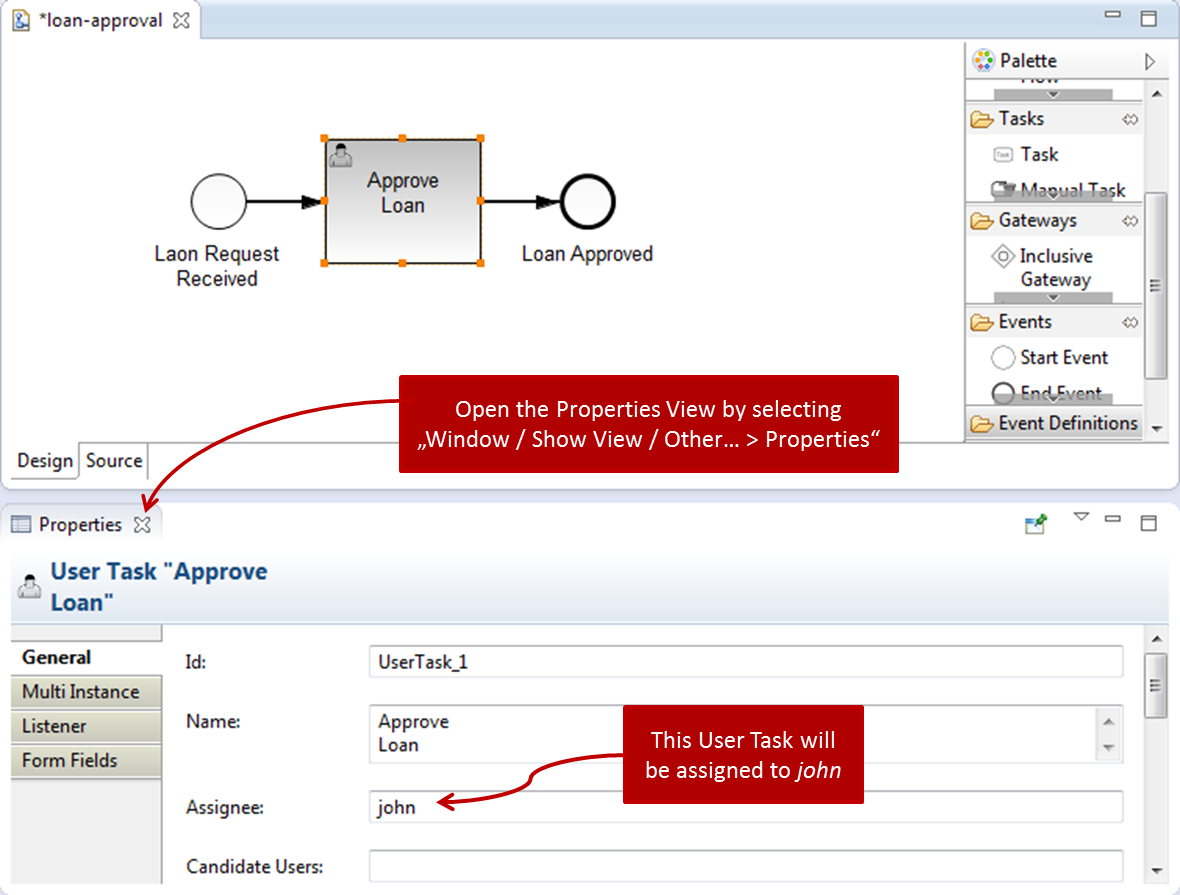 *loan-approval
Palette
Tasks
Task
Manual Task
Gateways
Inclusive
Gateway
Events
Start Event
End Event
Event Definitions
Approve
Loan
Laon Request
Received
Loan Approved
Open the Properties View by selecting
„Window / Show View / Other... > Properties“
Design
Source
Properties
User Task "Approve
Loan"
General
Multi Instance
Listener
Form Fields
Id:
UserTask_1
Name:
Approve
Loan
This User Task will
be assigned to john
Assignee:
john
Candidate Users: